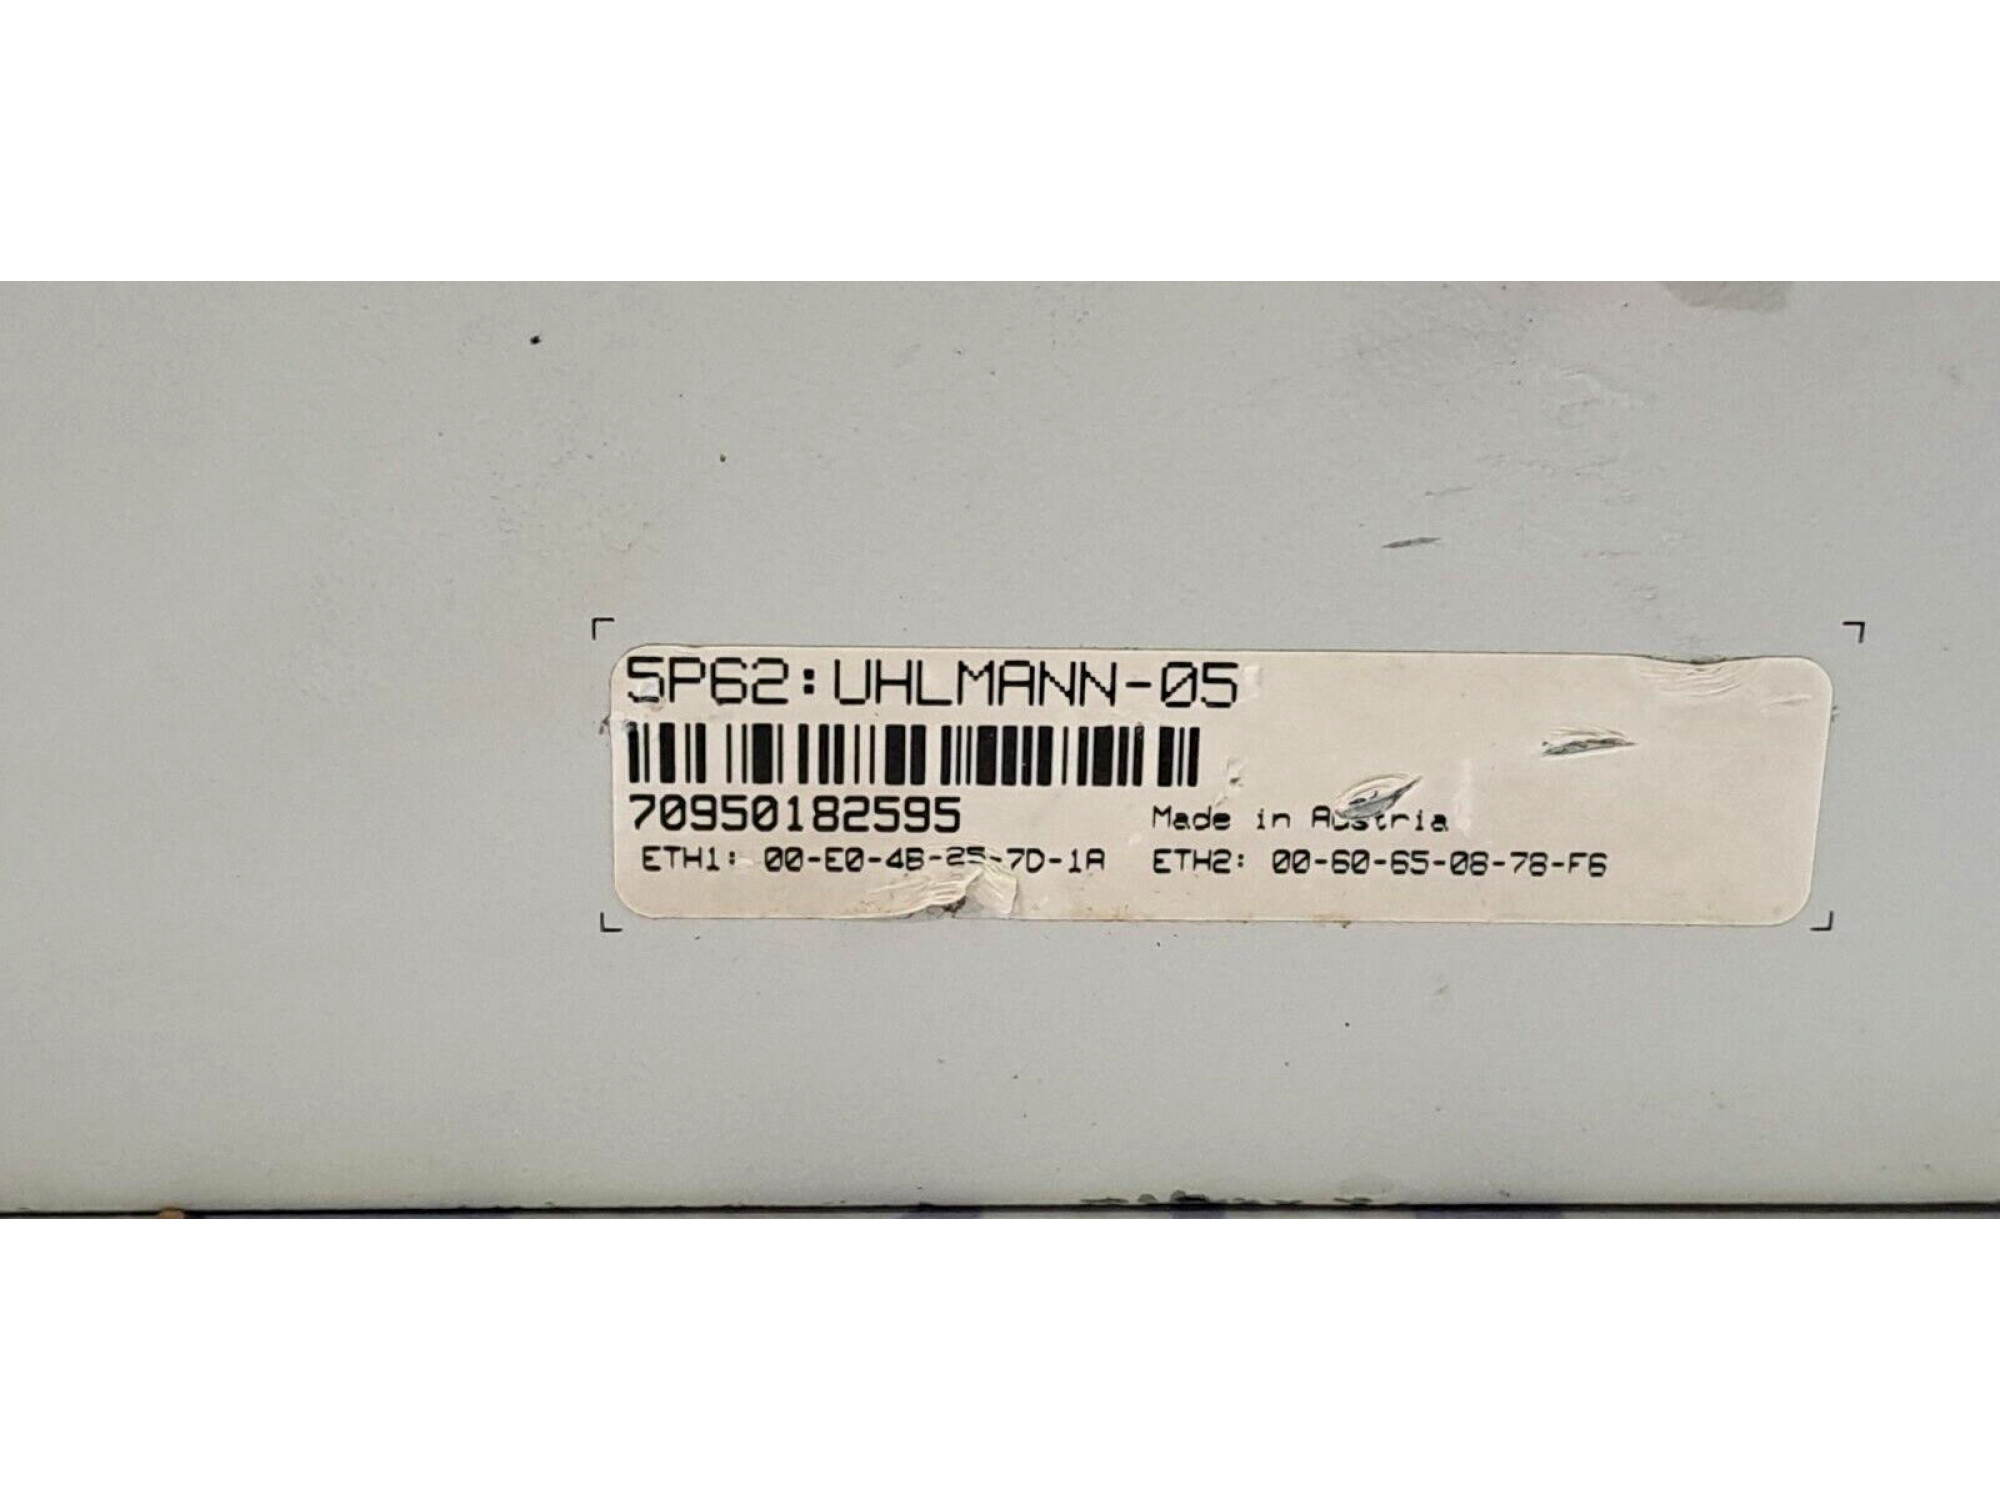 5P62:UHLMANN-05
70950182595
Made in Austria
ETH1: 00-E0-4B-25-7D-1A ETH2: 00-60-65-08-78-F6